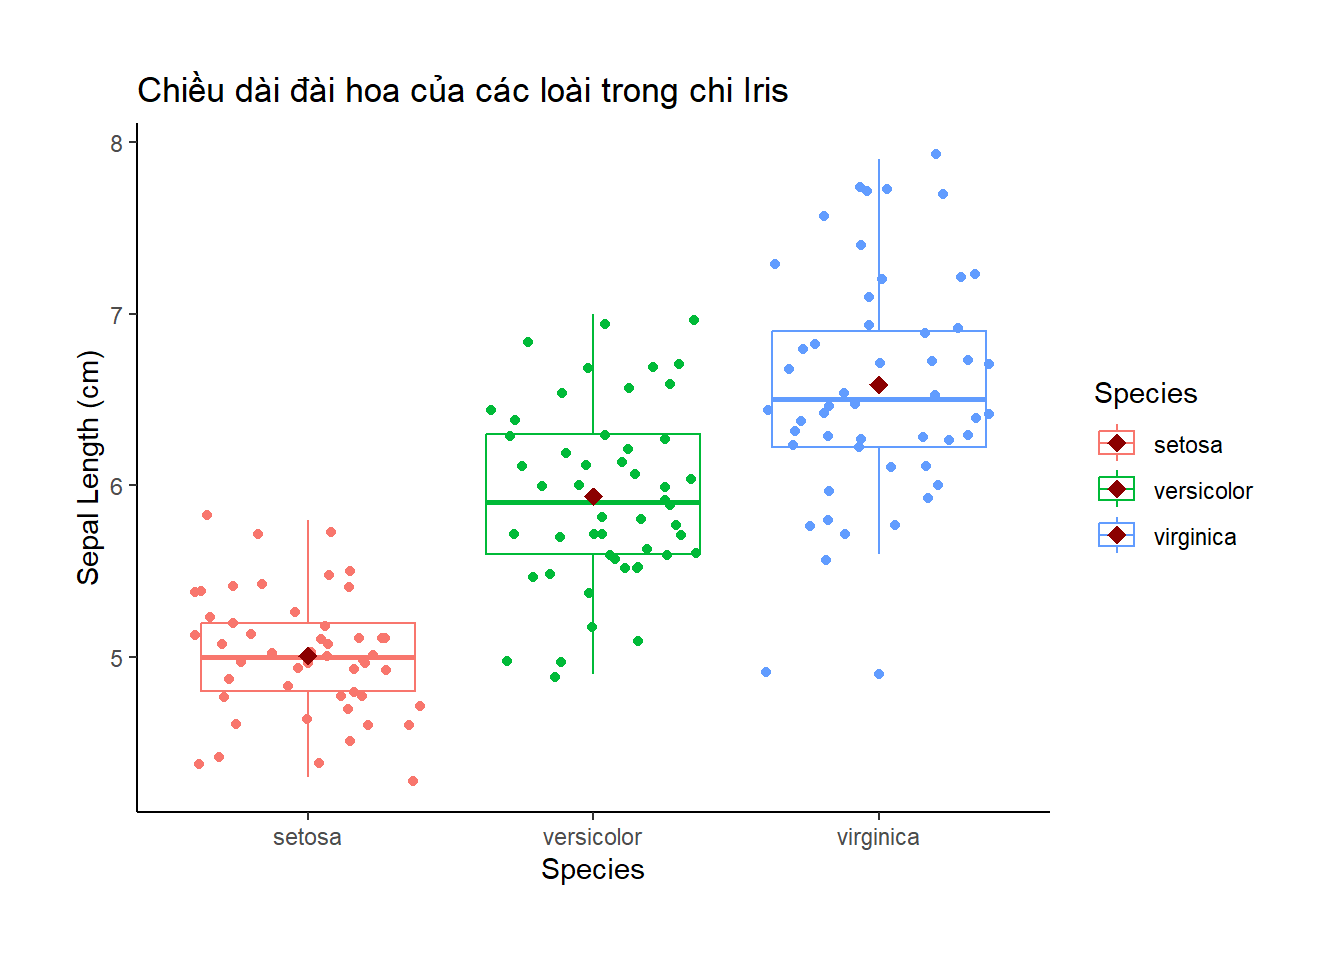 Chiều dài đài hoa của các loài trong chi Iris
Sepal Length (cm)
8
7
6
5
setosa
versicolor
virginica
Species
Species
setosa
versicolor
virginica